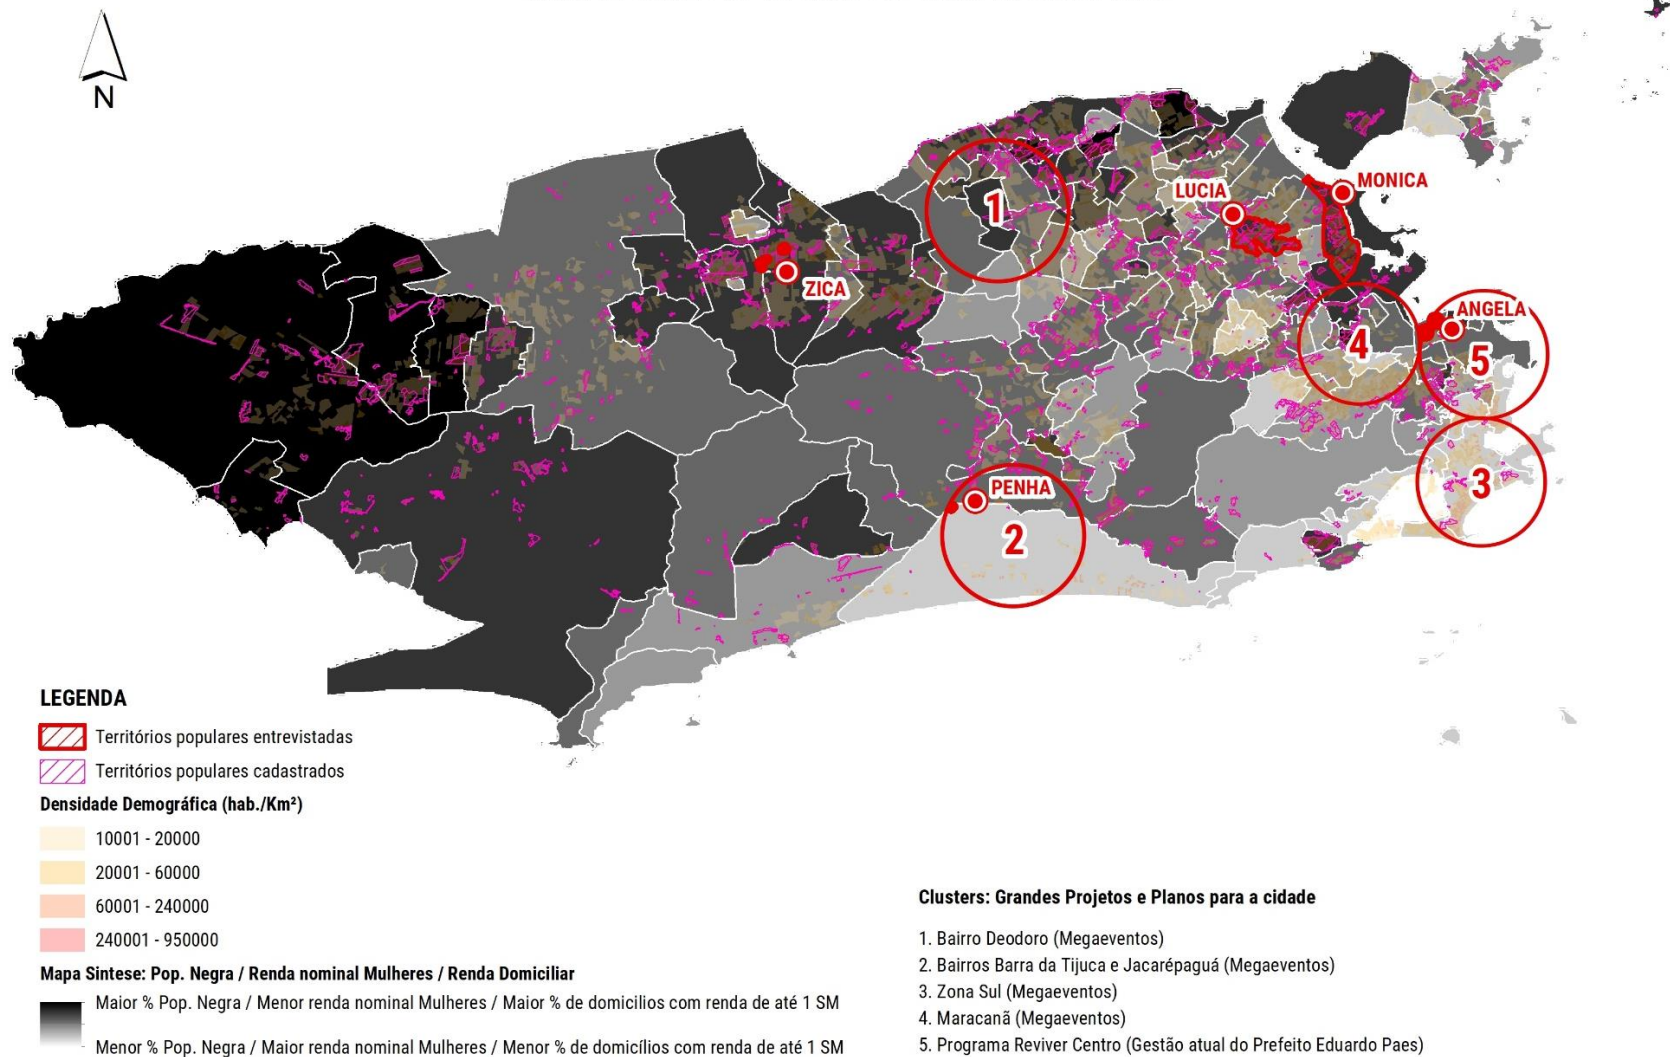 N
1
LUCIA
MONICA
ZICA
ANGELA
4
5
3
PENHA
2
LEGENDA
Territórios populares entrevistadas
Territórios populares cadastrados
Densidade Demográfica (hab./Km²)
10001 - 20000
20001 - 60000
60001 - 240000
240001 - 950000
Mapa Sintese: Pop. Negra / Renda nominal Mulheres / Renda Domiciliar
Maior % Pop. Negra / Menor renda nominal Mulheres / Maior % de domicilios com renda de até 1 SM
Menor % Pop. Negra / Maior renda nominal Mulheres / Menor % de domicílios com renda de até 1 SM
Clusters: Grandes Projetos e Planos para a cidade
1. Bairro Deodoro (Megaeventos)
2. Bairros Barra da Tijuca e Jacarépaguá (Megaeventos)
3. Zona Sul (Megaeventos)
4. Maracanã (Megaeventos)
5. Programa Reviver Centro (Gestão atual do Prefeito Eduardo Paes)